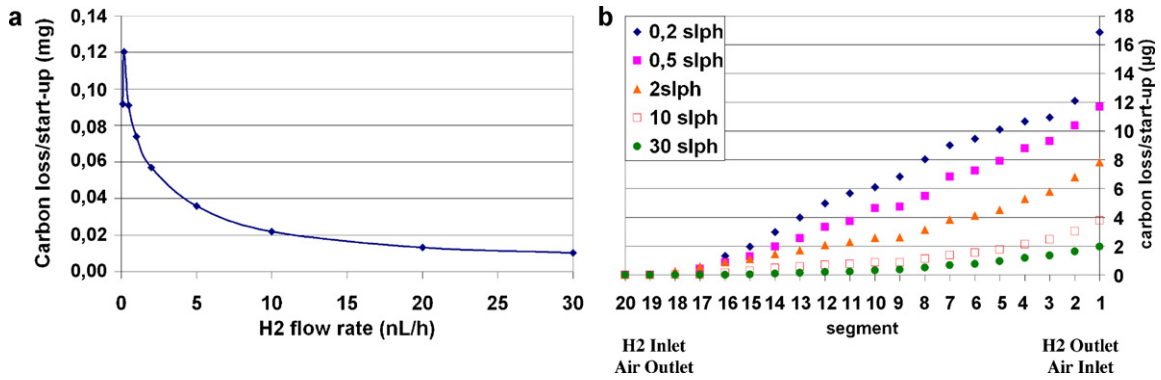 a
Carbon loss/start-up (mg)
0,14
0,12
0,10
0,08
0,06
0,04
0,02
0,00
0 5 10 15 20 25 30
H2 flow rate (nL/h)
b
0,2 slph
0,5 slph
2slph
10 slph
30 slph
18
16
14
12
10
8
6
4
2
0
carbon loss/start-up (µg)
20 19 18 17 16 15 14 13 12 11 10 9 8 7 6 5 4 3 2 1
segment
H2 Inlet
Air Outlet
H2 Outlet
Air Inlet